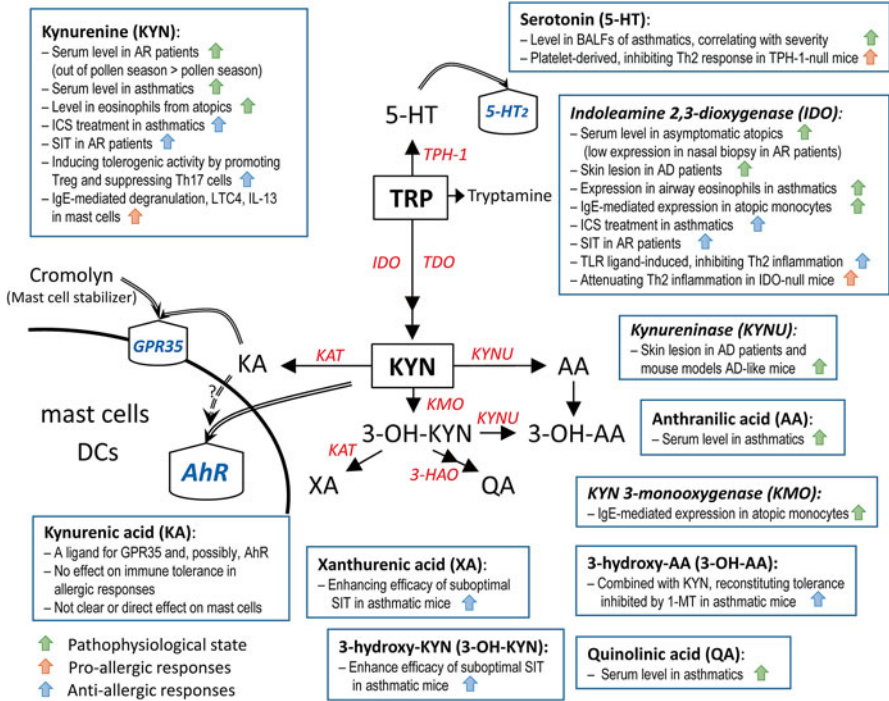 Kynurenine (KYN):
– Serum level in AR patients
(out of pollen season > pollen season)
– Serum level in asthmatics
– Level in eosinophils from atopics
– ICS treatment in asthmatics
– SIT in AR patients
– Inducing tolerogenic activity by promoting
Treg and suppressing Th17 cells
– IgE-mediated degranulation, LTC4, IL-13
in mast cells
Serotonin (5-HT):
– Level in BALFs of asthmatics, correlating with severity
– Platelet-derived, inhibiting Th2 response in TPH-1-null mice
5-HT
5-HT2
TPH-1
TRP
Tryptamine
IDO
TDO
Indoleamine 2,3-dioxygenase (IDO):
– Serum level in asymptomatic atopics
(low expression in nasal biopsy in AR patients)
– Skin lesion in AD patients
– Expression in airway eosinophils in asthmatics
– IgE-mediated expression in atopic monocytes
– ICS treatment in asthmatics
– SIT in AR patients
– TLR ligand-induced, inhibiting Th2 inflammation
– Attenuating Th2 inflammation in IDO-null mice
Cromolyn
(Mast cell stabilizer)
GPR35
KA
KAT
KYN
KYNU
AA
?
mast cells
DCs
AhR
KMO
3-OH-KYN
KYNU
3-OH-AA
KAT
3-HAO
XA
QA
Kynureninase (KYNU):
– Skin lesion in AD patients and
mouse models AD-like mice
Anthranilic acid (AA):
– Serum level in asthmatics
KYN 3-monooxygenase (KMO):
– IgE-mediated expression in atopic monocytes
Kynurenic acid (KA):
– A ligand for GPR35 and, possibly, AhR
– No effect on immune tolerance in
allergic responses
– Not clear or direct effect on mast cells
Xanthurenic acid (XA):
– Enhancing efficacy of suboptimal
SIT in asthmatic mice
3-hydroxy-AA (3-OH-AA):
– Combined with KYN, reconstituting tolerance
inhibited by 1-MT in asthmatic mice
3-hydroxy-KYN (3-OH-KYN):
– Enhance efficacy of suboptimal SIT
in asthmatic mice
Quinolinic acid (QA):
– Serum level in asthmatics
Pathophysiological state
Pro-allergic responses
Anti-allergic responses